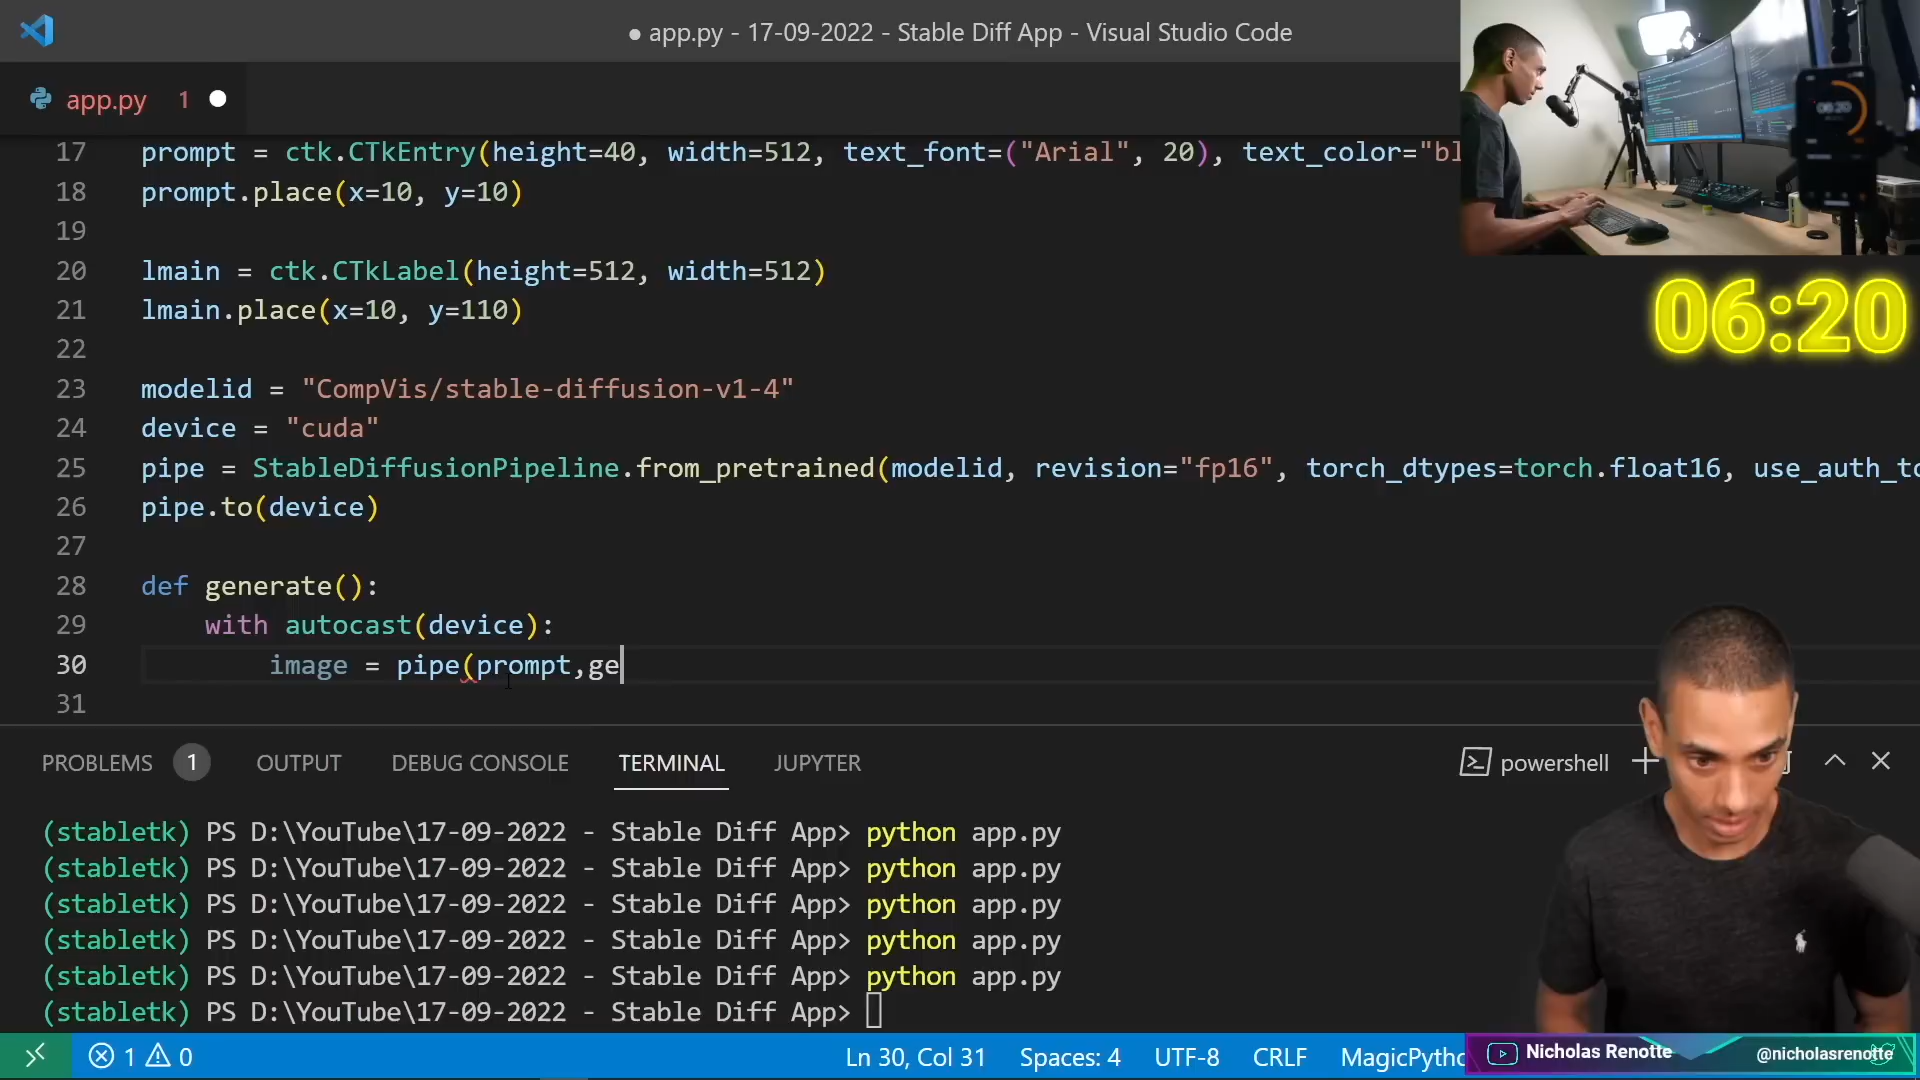 app.py - 17-09-2022 - Stable Diff App - Visual Studio Code
app.py 1
17 prompt = ctk.CTkEntry(height=40, width=512, text_font=("Arial", 20), text_color="bl
18 prompt.place(x=10, y=10)
19
20 lmain = ctk.CTkLabel(height=512, width=512)
21 lmain.place(x=10, y=110)
22
23 modelid = "CompVis/stable-diffusion-v1-4"
24 device = "cuda"
25 pipe = StableDiffusionPipeline.from_pretrained(modelid, revision="fp16", torch_dtypes=torch.float16, use_auth_to
26 pipe.to(device)
27
28 def generate():
29 with autocast(device):
30 image = pipe(prompt,ge
31
06:20
PROBLEMS 1 OUTPUT DEBUG CONSOLE TERMINAL JUPYTER powershell
(stabletk) PS D:\YouTube\17-09-2022 - Stable Diff App> python app.py
(stabletk) PS D:\YouTube\17-09-2022 - Stable Diff App> python app.py
(stabletk) PS D:\YouTube\17-09-2022 - Stable Diff App> python app.py
(stabletk) PS D:\YouTube\17-09-2022 - Stable Diff App> python app.py
(stabletk) PS D:\YouTube\17-09-2022 - Stable Diff App> python app.py
(stabletk) PS D:\YouTube\17-09-2022 - Stable Diff App>
1 0 Ln 30, Col 31 Spaces: 4 UTF-8 CRLF MagicPytho
Nicholas Renotte @nicholasrenotte